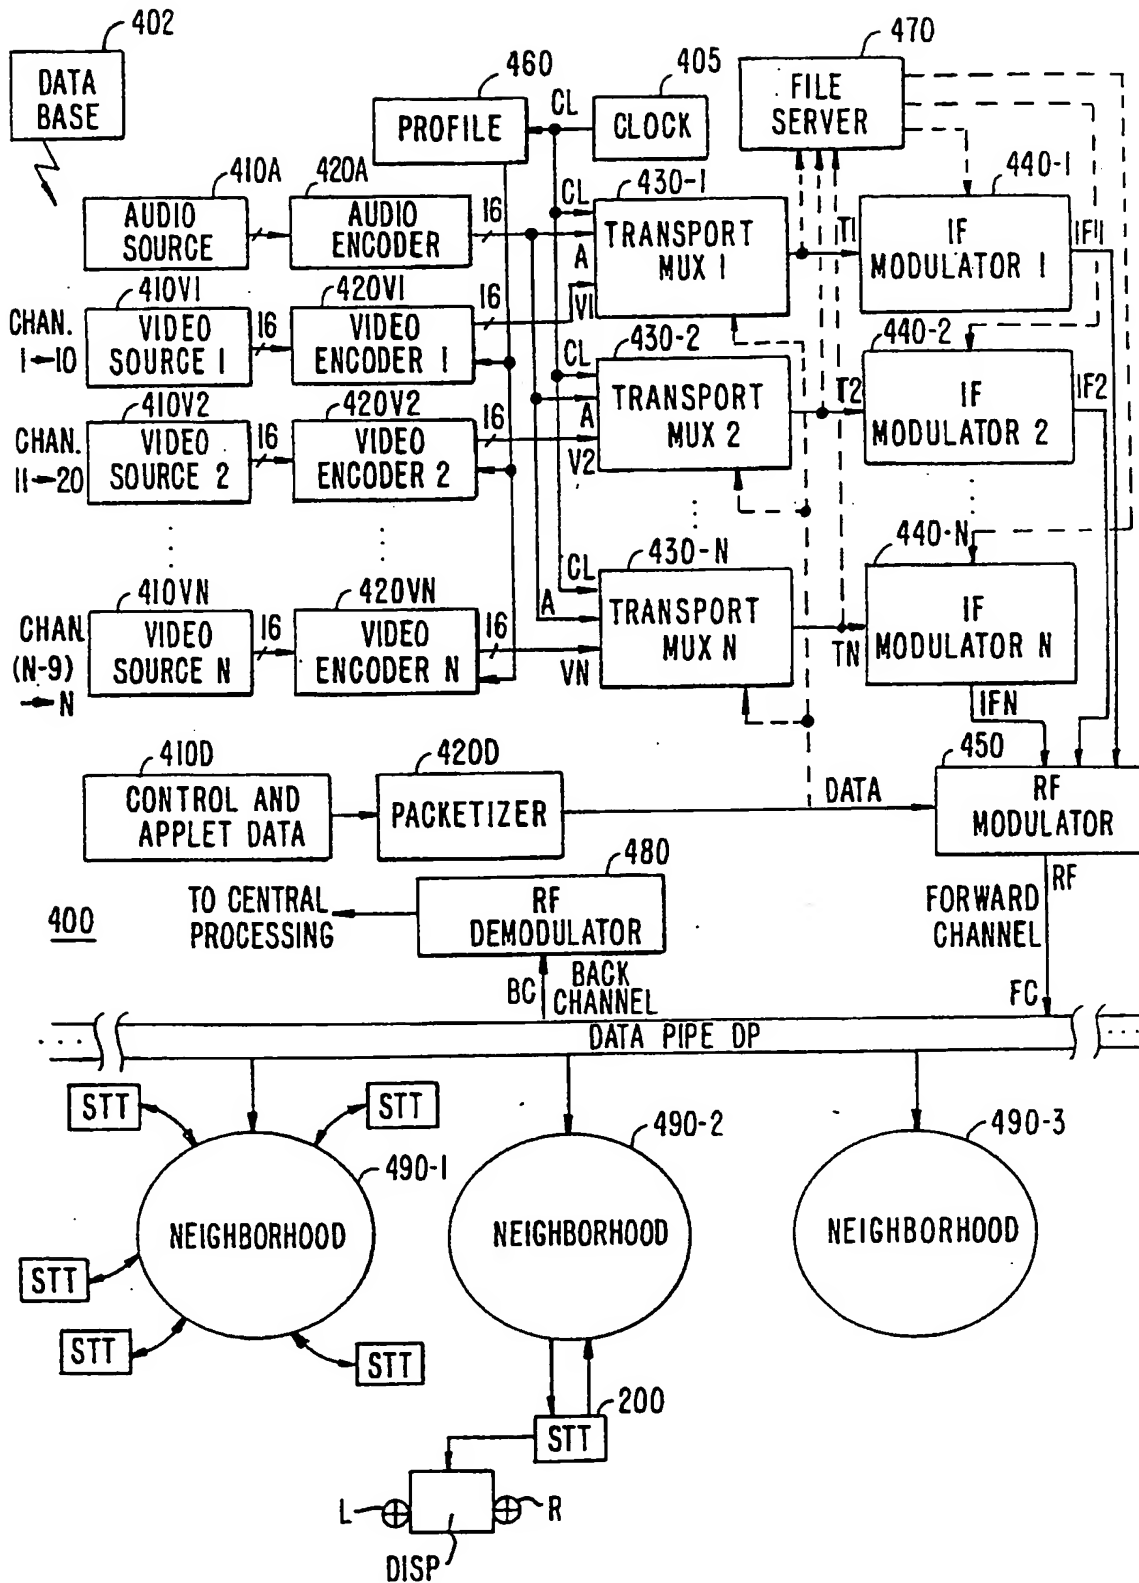 402
DATA BASE
460
PROFILE
CL
405
CLOCK
470
FILE SERVER
410A
AUDIO SOURCE
420A
AUDIO ENCODER
16
CL
A
V1
430-1
TRANSPORT MUX 1
T1
440-1
IF MODULATOR 1
IF1
CHAN. 1→10
410V1
VIDEO SOURCE 1
16
420V1
VIDEO ENCODER 1
16
430-2
CL
A
V2
TRANSPORT MUX 2
T2
440-2
IF MODULATOR 2
IF2
CHAN. 11→20
410V2
VIDEO SOURCE 2
16
420V2
VIDEO ENCODER 2
16
430-N
CL
A
VN
TRANSPORT MUX N
TN
440-N
IF MODULATOR N
IFN
CHAN (N-9) →N
410VN
VIDEO SOURCE N
16
420VN
VIDEO ENCODER N
16
410D
CONTROL AND APPLET DATA
420D
PACKETIZER
DATA
450
RF MODULATOR
RF
480
RF DEMODULATOR
TO CENTRAL PROCESSING
400
BC
BACK CHANNEL
FORWARD CHANNEL
FC
DATA PIPE DP
STT
STT
490-1
NEIGHBORHOOD
490-2
NEIGHBORHOOD
490-3
NEIGHBORHOOD
STT
STT
STT
200
STT
L
R
DISP